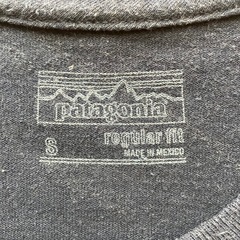 patagonia
S regular fit
MADE IN MEXICO